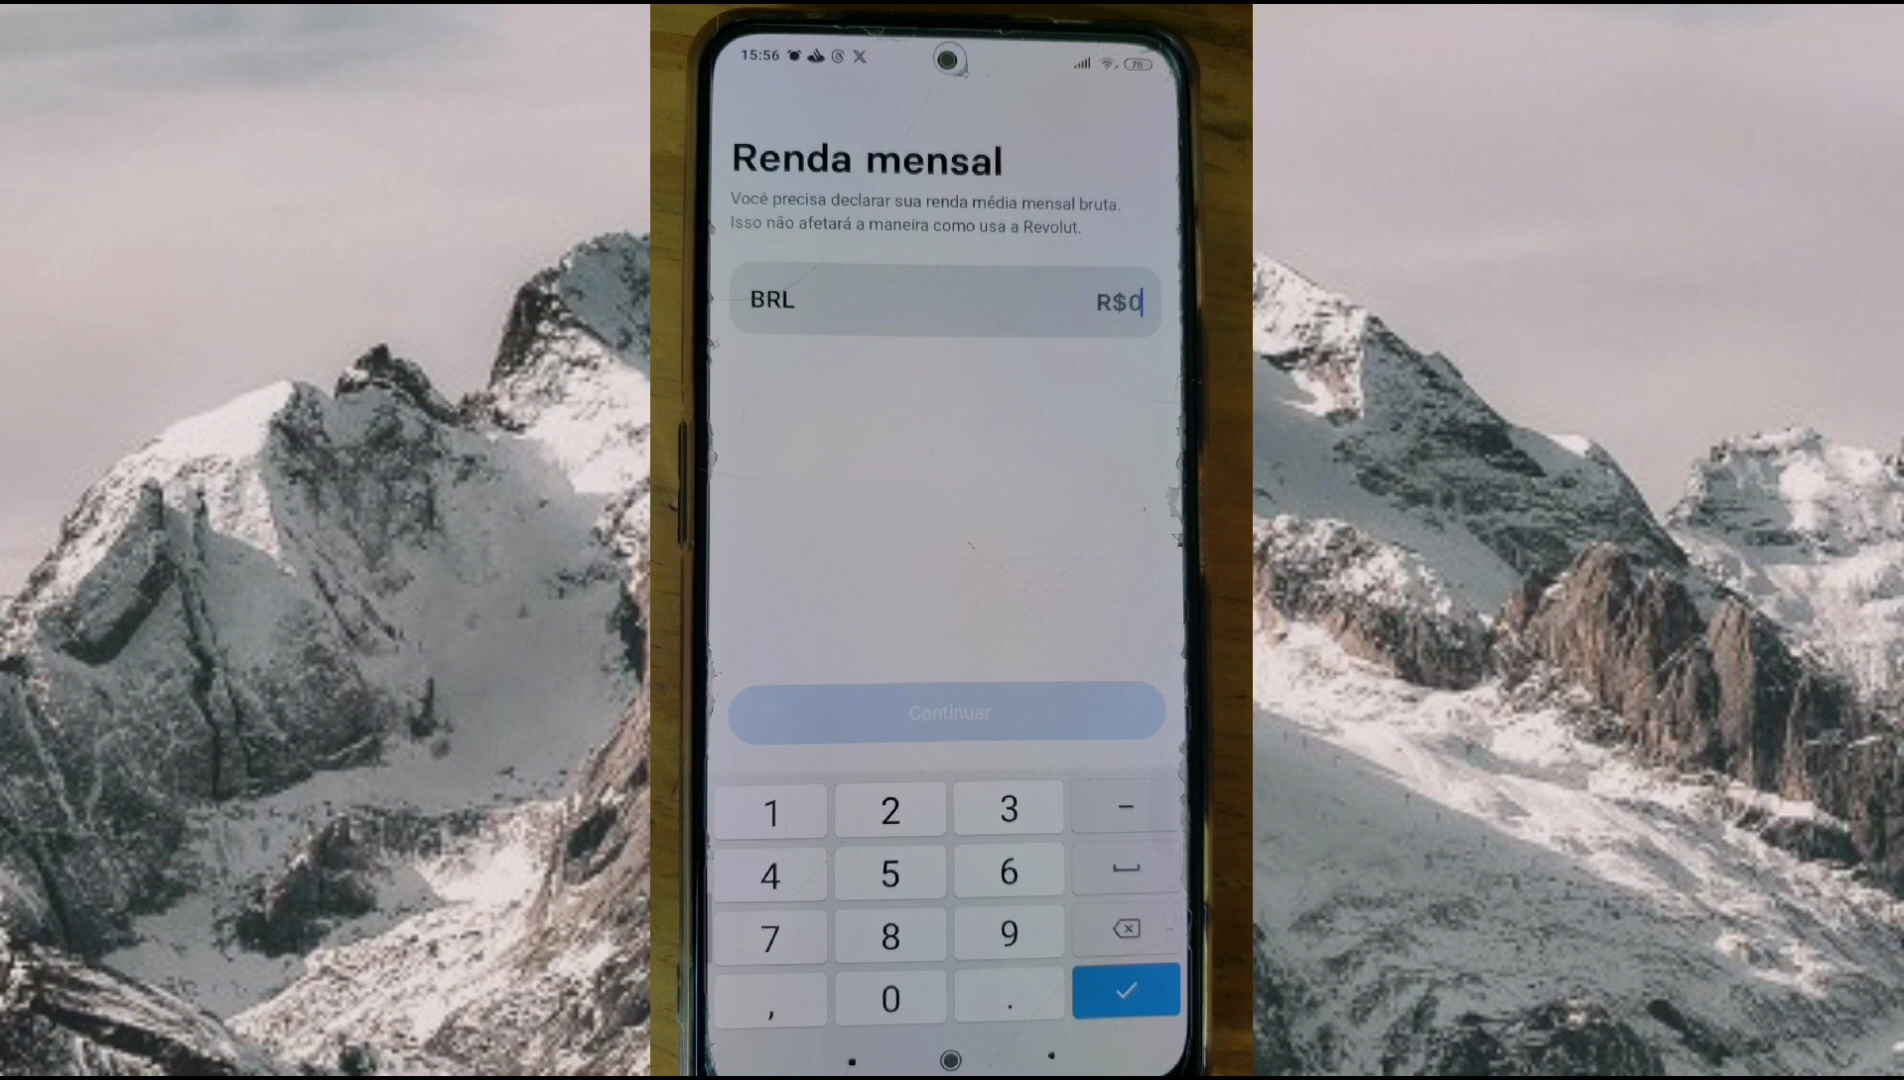 15:56
76
Renda mensal
Você precisa declarar sua renda média mensal bruta.
Isso não afetará a maneira como usa a Revolut.
BRL R$0
Continuar
1 2 3 -
4 5 6
7 8 9
, 0 .